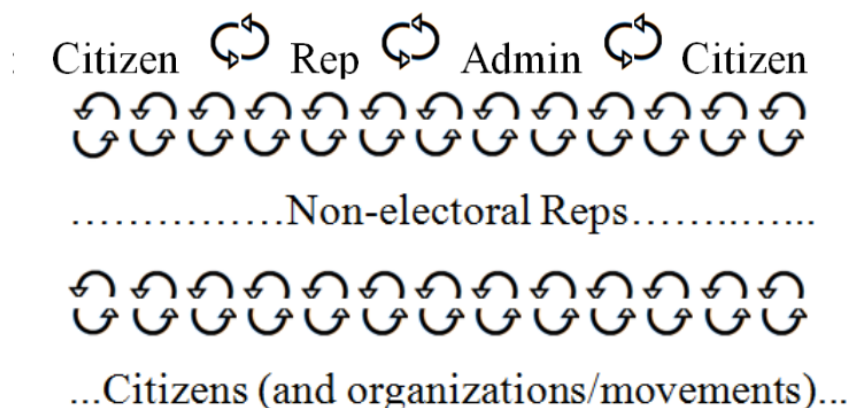 Citizen Rep Admin Citizen
……………Non-electoral Reps……..…...
...Citizens (and organizations/movements)...